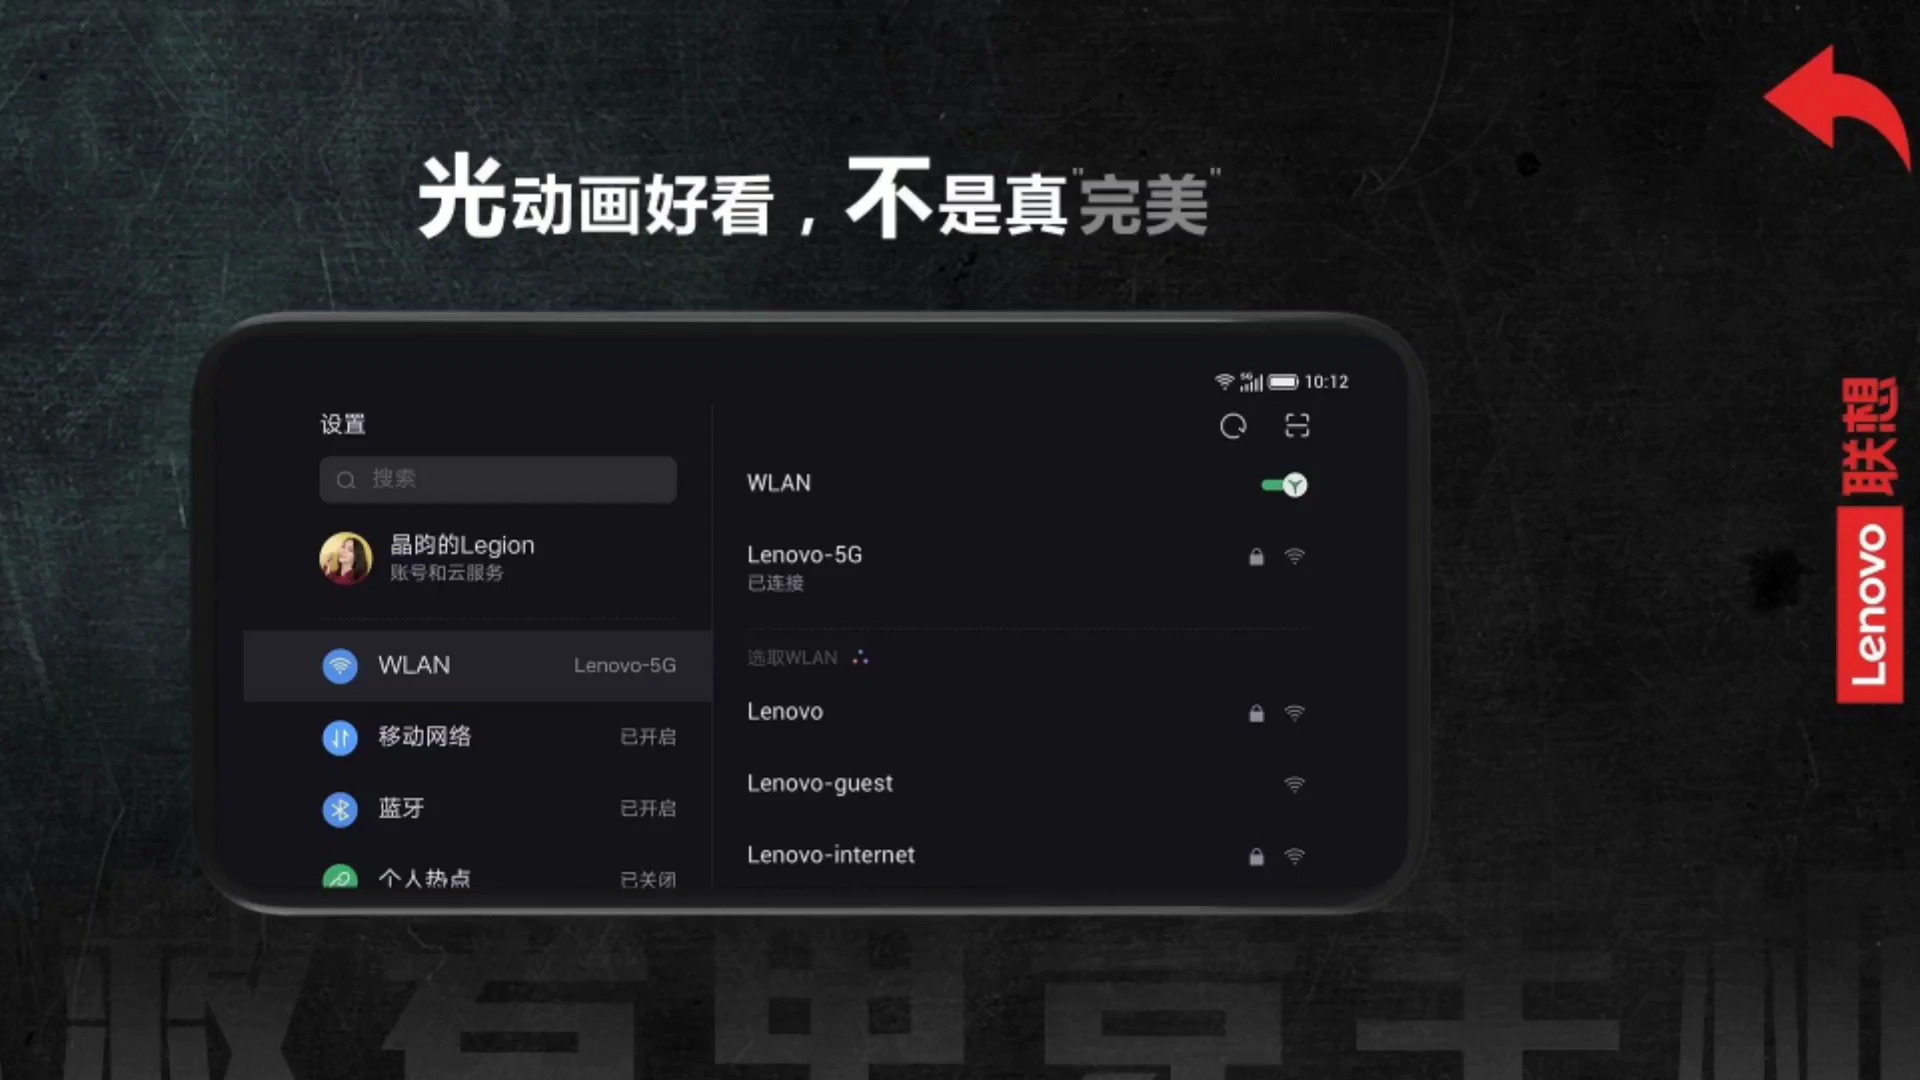 光动画好看，不是真"完美"
10:12
设置
搜索
晶昀的Legion
账号和云服务
WLAN
Lenovo-5G
移动网络
已开启
蓝牙
已开启
个人热点
已关闭
WLAN
Lenovo-5G
已连接
选取WLAN
Lenovo
Lenovo-guest
Lenovo-internet
Lenovo
联想